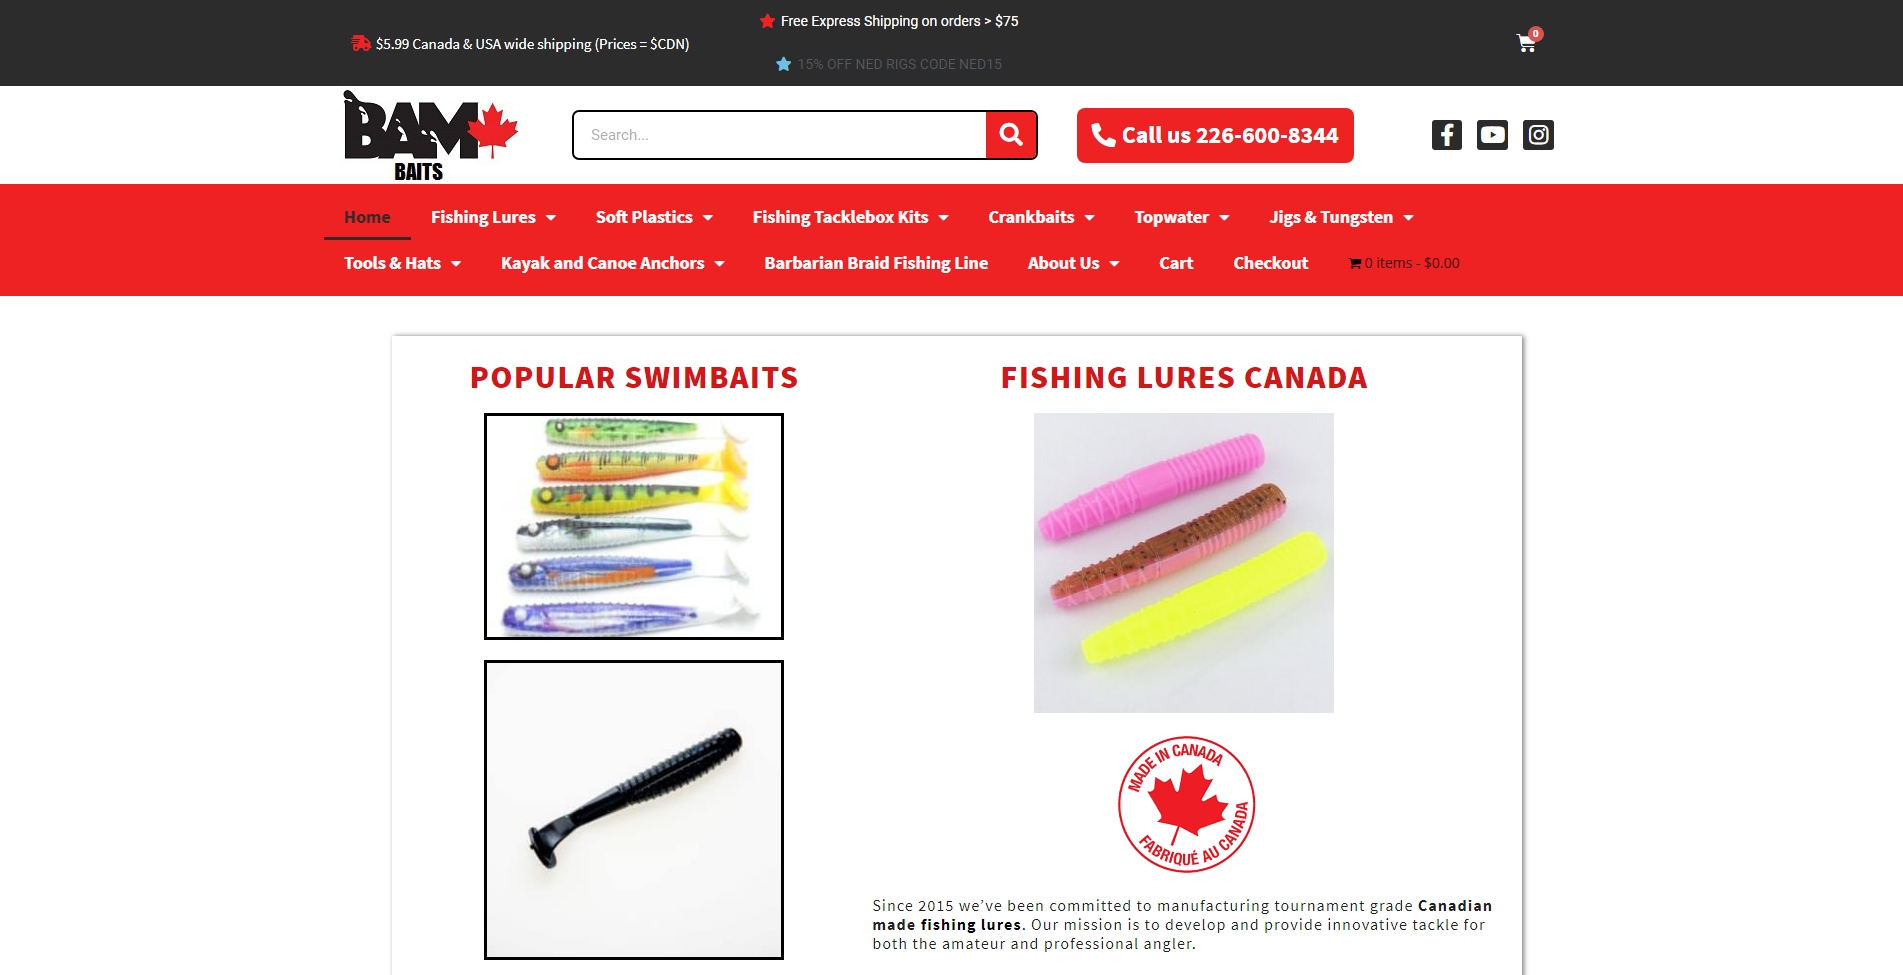 $5.99 Canada & USA wide shipping (Prices = $CDN)
Free Express Shipping on orders > $75
15% OFF NED RIGS CODE NED15
0
BAM
BAITS
Search...
Call us 226-600-8344
Home
Fishing Lures
Soft Plastics
Fishing Tacklebox Kits
Crankbaits
Topwater
Jigs & Tungsten
Tools & Hats
Kayak and Canoe Anchors
Barbarian Braid Fishing Line
About Us
Cart
Checkout
0 items - $0.00
POPULAR SWIMBAITS
FISHING LURES CANADA
MADE IN CANADA
FABRIQUÉ AU CANADA
Since 2015 we’ve been committed to manufacturing tournament grade Canadian
made fishing lures. Our mission is to develop and provide innovative tackle for
both the amateur and professional angler.